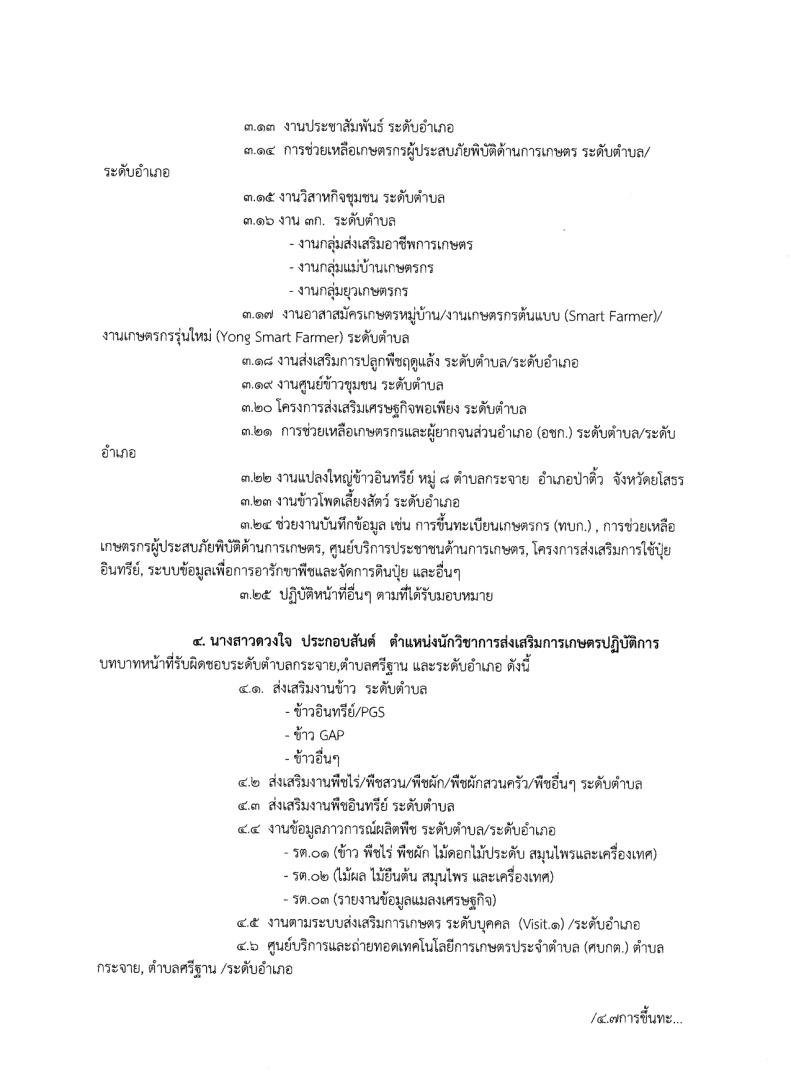 ๓.๑๓ งานประชาสัมพันธ์ ระดับอำเภอ
๓.๑๔ การช่วยเหลือเกษตรกรผู้ประสบภัยพิบัติด้านการเกษตร ระดับตำบล/
ระดับอำเภอ
๓.๑๕ งานวิสาหกิจชุมชน ระดับตำบล
๓.๑๖ งาน ๓ก. ระดับตำบล
- งานกลุ่มส่งเสริมอาชีพการเกษตร
- งานกลุ่มแม่บ้านเกษตรกร
- งานกลุ่มยุวเกษตรกร
๓.๑๗ งานอาสาสมัครเกษตรหมู่บ้าน/งานเกษตรกรต้นแบบ (Smart Farmer)/
งานเกษตรกรรุ่นใหม่ (Yong Smart Farmer) ระดับตำบล
๓.๑๘ งานส่งเสริมการปลูกพืชฤดูแล้ง ระดับตำบล/ระดับอำเภอ
๓.๑๙ งานศูนย์ข้าวชุมชน ระดับตำบล
๓.๒๐ โครงการส่งเสริมเศรษฐกิจพอเพียง ระดับตำบล
๓.๒๑ การช่วยเหลือเกษตรกรและผู้ยากจนส่วนอำเภอ (อชก.) ระดับตำบล/ระดับ
อำเภอ
๓.๒๒ งานแปลงใหญ่ข้าวอินทรีย์ หมู่ ๘ ตำบลกระจาย อำเภอป่าติ้ว จังหวัดยโสธร
๓.๒๓ งานข้าวโพดเลี้ยงสัตว์ ระดับอำเภอ
๓.๒๔ ช่วยงานบันทึกข้อมูล เช่น การขึ้นทะเบียนเกษตรกร (ทบก.) , การช่วยเหลือ
เกษตรกรผู้ประสบภัยพิบัติด้านการเกษตร, ศูนย์บริการประชาชนด้านการเกษตร, โครงการส่งเสริมการใช้ปุ๋ย
อินทรีย์, ระบบข้อมูลเพื่อการอารักขาพืชและจัดการดินปุ๋ย และอื่นๆ
๓.๒๕ ปฏิบัติหน้าที่อื่นๆ ตามที่ได้รับมอบหมาย
๔. นางสาวดวงใจ ประกอบสันต์ ตำแหน่งนักวิชาการส่งเสริมการเกษตรปฏิบัติการ
บทบาทหน้าที่รับผิดชอบระดับตำบลกระจาย,ตำบลศรีฐาน และระดับอำเภอ ดังนี้
๔.๑. ส่งเสริมงานข้าว ระดับตำบล
- ข้าวอินทรีย์/PGS
- ข้าว GAP
- ข้าวอื่นๆ
๔.๒ ส่งเสริมงานพืชไร่/พืชสวน/พืชผัก/พืชผักสวนครัว/พืชอื่นๆ ระดับตำบล
๔.๓ ส่งเสริมงานพืชอินทรีย์ ระดับตำบล
๔.๔ งานข้อมูลภาวการณ์ผลิตพืช ระดับตำบล/ระดับอำเภอ
- รต.๐๑ (ข้าว พืชไร่ พืชผัก ไม้ดอกไม้ประดับ สมุนไพรและเครื่องเทศ)
- รต.๐๒ (ไม้ผล ไม้ยืนต้น สมุนไพร และเครื่องเทศ)
- รต.๐๓ (รายงานข้อมูลแมลงเศรษฐกิจ)
๔.๕ งานตามระบบส่งเสริมการเกษตร ระดับบุคคล (Visit.๑) /ระดับอำเภอ
๔.๖ ศูนย์บริการและถ่ายทอดเทคโนโลยีการเกษตรประจำตำบล (ศบกต.) ตำบล
กระจาย, ตำบลศรีฐาน /ระดับอำเภอ
/๔.๗การขึ้นทะ...